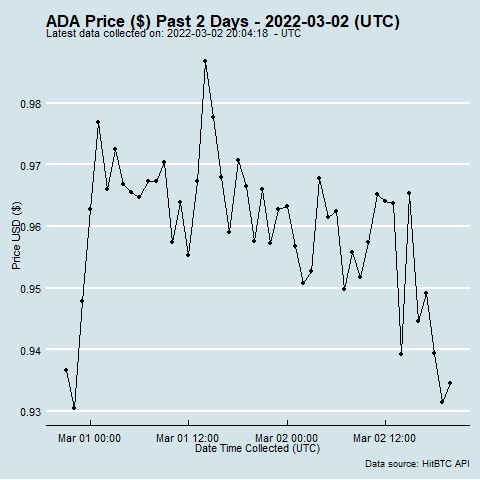 ADA Price ($) Past 2 Days - 2022-03-02 (UTC)
Latest data collected on: 2022-03-02 20:04:18 - UTC
0.98
0.97
0.96
0.95
0.94
0.93
Price USD ($)
Mar 01 00:00 Mar 01 12:00 Mar 02 00:00 Mar 02 12:00
Date Time Collected (UTC)
Data source: HitBTC API